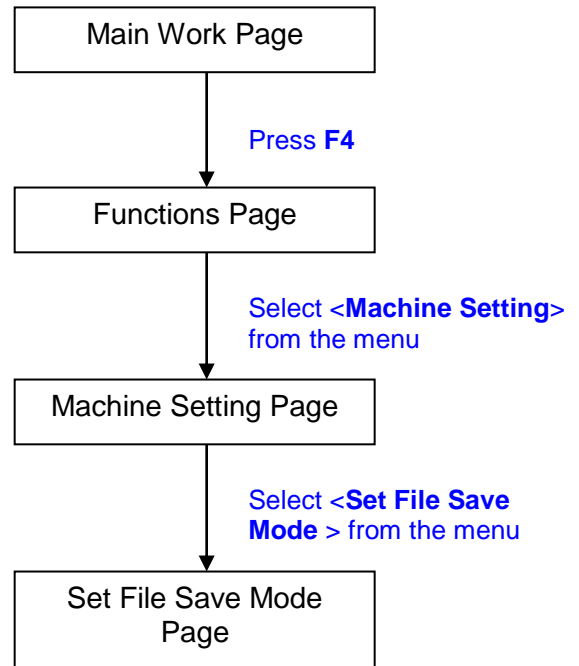 Main Work Page
Press F4
Functions Page
Select <Machine Setting>
from the menu
Machine Setting Page
Select <Set File Save
Mode > from the menu
Set File Save Mode
Page